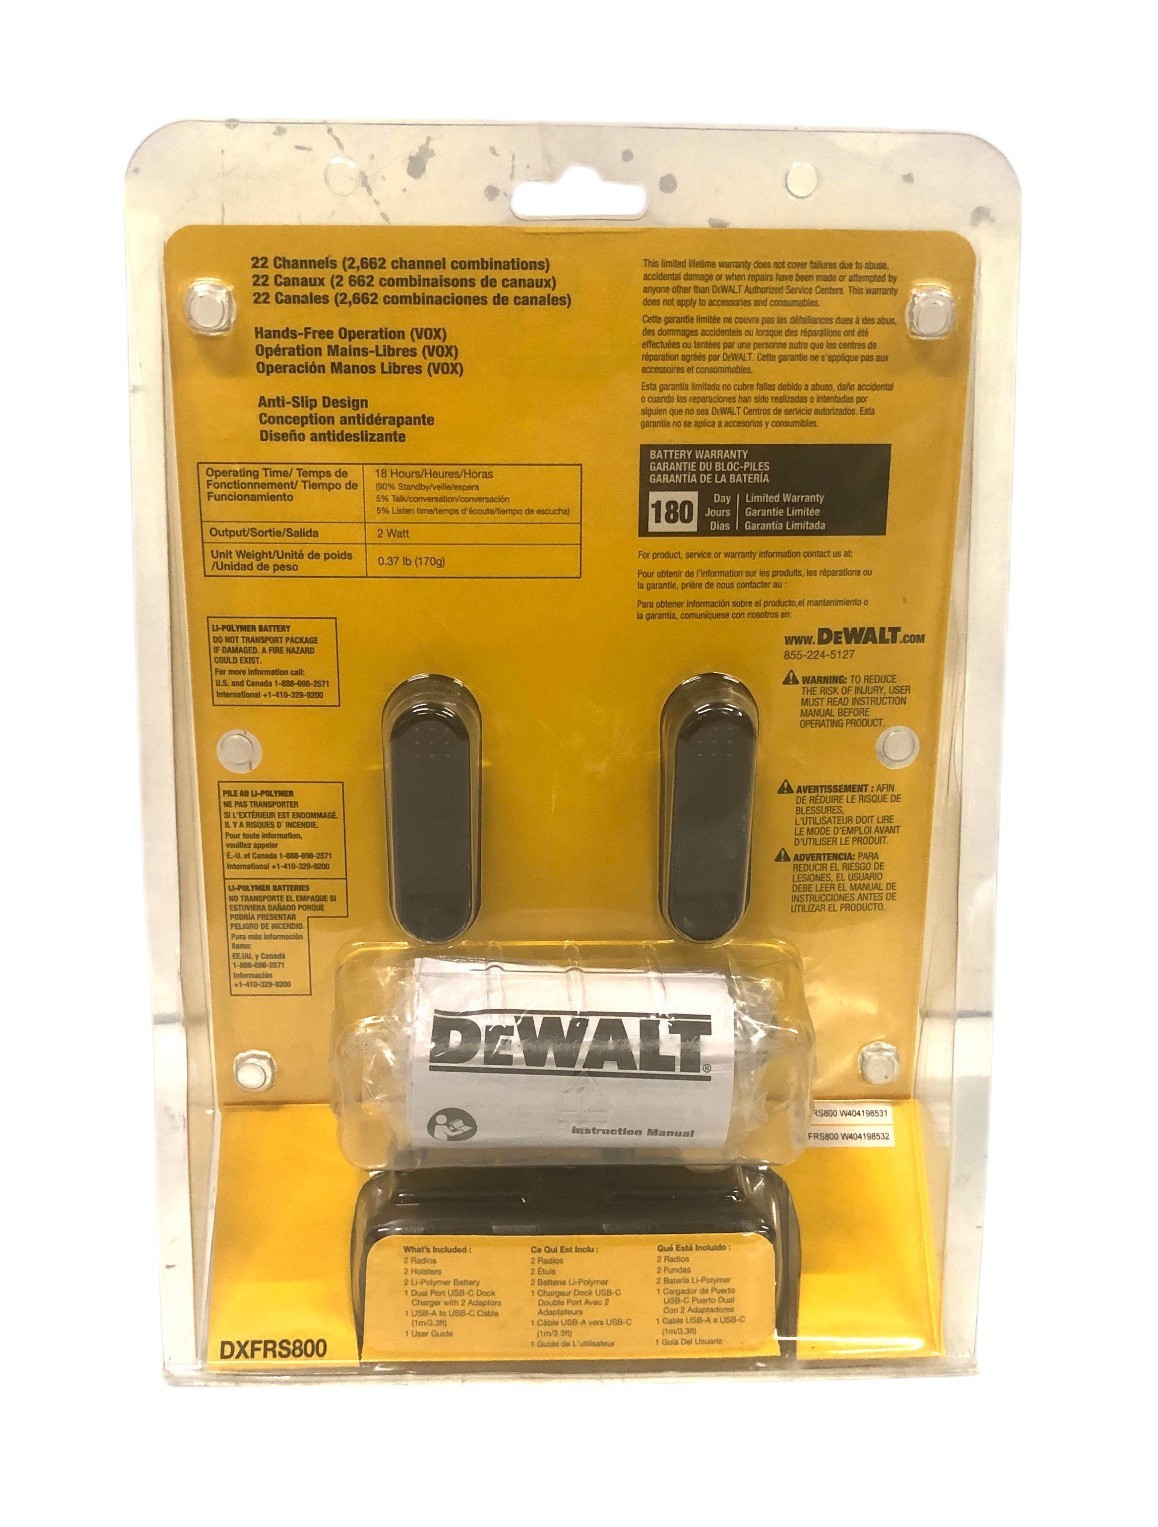 22 Channels (2,662 channel combinations)
22 Canaux (2 662 combinaisons de canaux)
22 Canales (2,662 combinaciones de canales)
Hands-Free Operation (VOX)
Opération Mains-Libres (VOX)
Operación Manos Libres (VOX)
Anti-Slip Design
Conception antidérapante
Diseño antideslizante
Operating Time/ Temps de
Fonctionnement/ Tiempo de
Funcionamiento
18 Hours/Heures/Horas
(90% Standby/veille/espera
5% Talk/conversation/conversación
5% Listen time/temps d'écoute/tiempo de escucha)
Output/Sortie/Salida
2 Watt
Unit Weight/Unité de poids
/Unidad de peso
0.37 lb (170g)
LI-POLYMER BATTERY
DO NOT TRANSPORT PACKAGE
IF DAMAGED. A FIRE HAZARD
COULD EXIST.
For more information call:
U.S. and Canada 1-888-698-2571
International +1-410-329-9200
PILE AU LI-POLYMER
NE PAS TRANSPORTER
SI L'EXTÉRIEUR EST ENDOMMAGÉ.
IL Y A RISQUES D' INCENDIE.
Pour toute information,
veuillez appeler
É.-U. et Canada 1-888-698-2571
International +1-410-329-9200
LI-POLYMER BATTERIES
NO TRANSPORTE EL EMPAQUE SI
ESTUVIERA DAÑADO PORQUE
PODRÍA PRESENTAR
PELIGRO DE INCENDIO.
Para más información
llama:
EE.UU. y Canadá
1-888-698-2571
Información
+1-410-329-9200
This limited lifetime warranty does not cover failures due to abuse,
accidental damage or when repairs have been made or attempted by
anyone other than DeWALT Authorized Service Centers. This warranty
does not apply to accessories and consumables.
Cette garantie limitée ne couvre pas les défaillances dues à des abus,
des dommages accidentels ou lorsque des réparations ont été
effectuées ou tentées par une personne autre que les centres de
réparation agréés par DeWALT. Cette garantie ne s'applique pas aux
accessoires et consommables.
Esta garantía limitada no cubre fallas debido a abuso, daño accidental
o cuando las reparaciones han sido realizadas o intentadas por
alguien que no sea DeWALT Centros de servicio autorizados. Esta
garantía no se aplica a accesorios y consumibles.
BATTERY WARRANTY
GARANTIE DU BLOC-PILES
GARANTÍA DE LA BATERÍA
180
Day
Jours
Dias
Limited Warranty
Garantie Limitée
Garantía Limitada
For product, service or warranty information contact us at:
Pour obtenir de l'information sur les produits, les réparations ou
la garantie, prière de nous contacter au :
Para obtener información sobre el producto,el mantenimiento o
la garantía, comuníquese con nosotros en:
www.DeWALT.com
855-224-5127
WARNING: TO REDUCE
THE RISK OF INJURY, USER
MUST READ INSTRUCTION
MANUAL BEFORE
OPERATING PRODUCT.
AVERTISSEMENT : AFIN
DE RÉDUIRE LE RISQUE DE
BLESSURES,
L'UTILISATEUR DOIT LIRE
LE MODE D'EMPLOI AVANT
D'UTILISER LE PRODUIT.
ADVERTENCIA: PARA
REDUCIR EL RIESGO DE
LESIONES, EL USUARIO
DEBE LEER EL MANUAL DE
INSTRUCCIONES ANTES DE
UTILIZAR EL PRODUCTO.
DeWALT®
Instruction Manual
RS800 W404198531
FRS800 W404198532
What's Included :
2 Radios
2 Holsters
2 Li-Polymer Battery
1 Dual Port USB-C Dock
Charger with 2 Adaptors
1 USB-A to USB-C Cable
(1m/3.3ft)
1 User Guide
Ce Qui Est Inclu :
2 Radios
2 Étuis
2 Batterie Li-Polymer
1 Chargeur Dock USB-C
Double Port Avec 2
Adaptateurs
1 Câble USB-A vers USB-C
(1m/3.3ft)
1 Guide de L'utilisateur
Qué Está Incluido :
2 Radios
2 Fundas
2 Batería Li-Polymer
1 Cargador de Puerto
USB-C Puerto Dual
Con 2 Adaptadores
1 Cable USB-A a USB-C
(1m/3.3ft)
1 Guía Del Usuario
DXFRS800